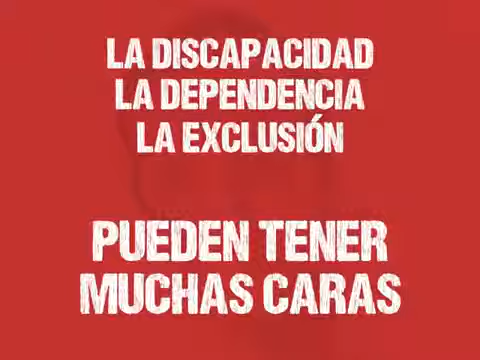 LA DISCAPACIDAD
LA DEPENDENCIA
LA EXCLUSIÓN
PUEDEN TENER
MUCHAS CARAS